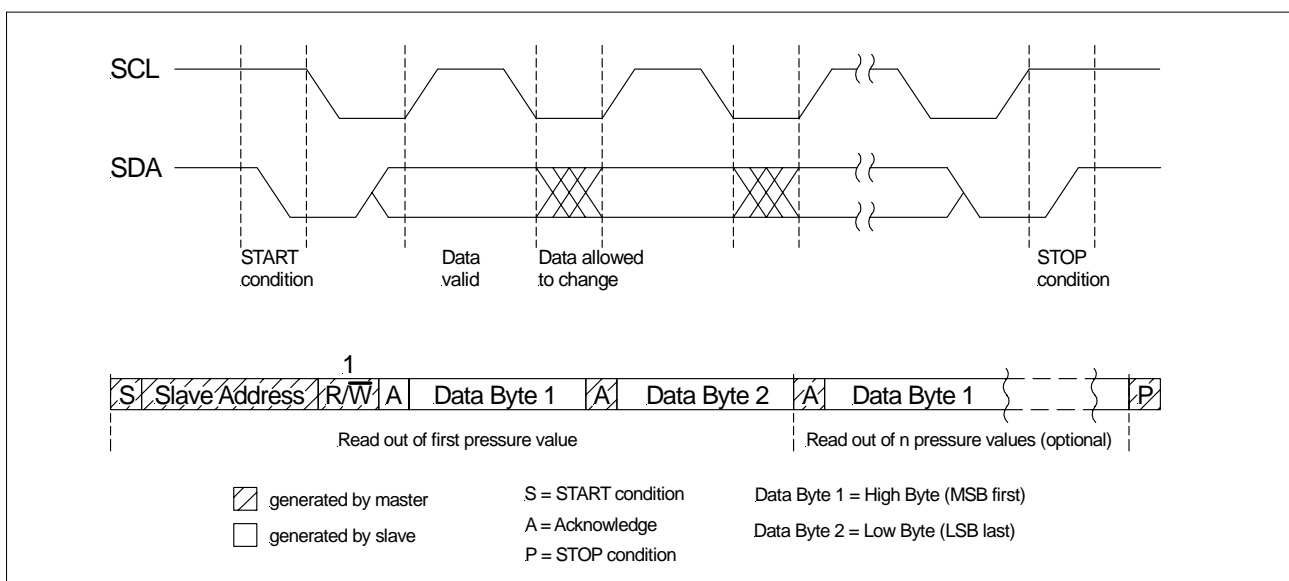 SCL
SDA
START
condition
Data
valid
Data allowed
to change
STOP
condition
1
S Slave Address R/W̅ A Data Byte 1 A Data Byte 2 A Data Byte 1 P
Read out of first pressure value
Read out of n pressure values (optional)
generated by master
generated by slave
S = START condition
A = Acknowledge
P = STOP condition
Data Byte 1 = High Byte (MSB first)
Data Byte 2 = Low Byte (LSB last)